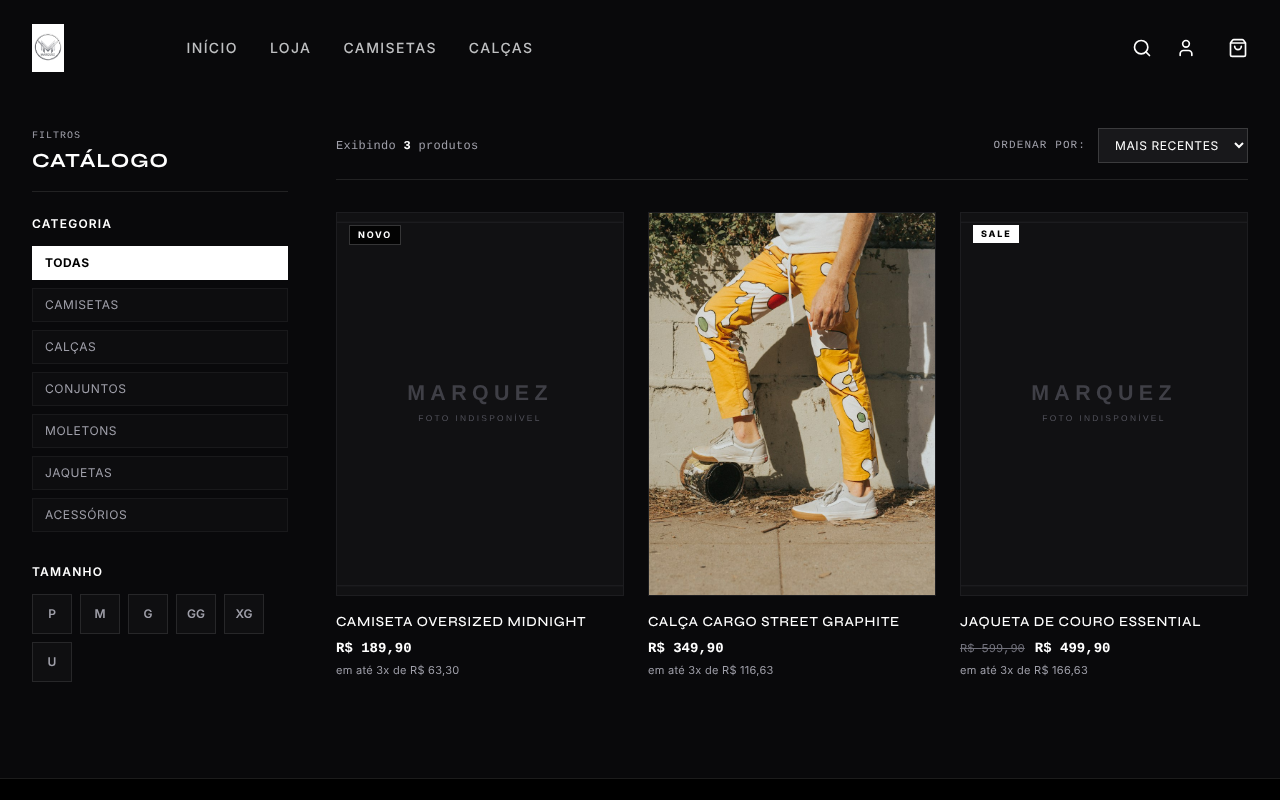 INÍCIO
LOJA
CAMISETAS
CALÇAS
FILTROS
CATÁLOGO
CATEGORIA
TODAS
CAMISETAS
CALÇAS
CONJUNTOS
MOLETONS
JAQUETAS
ACESSÓRIOS
TAMANHO
P
M
G
GG
XG
U
Exibindo 3 produtos
ORDENAR POR:
MAIS RECENTES
NOVO
MARQUEZ
FOTO INDISPONÍVEL
CAMISETA OVERSIZED MIDNIGHT
R$ 189,90
em até 3x de R$ 63,30
CALÇA CARGO STREET GRAPHITE
R$ 349,90
em até 3x de R$ 116,63
SALE
MARQUEZ
FOTO INDISPONÍVEL
JAQUETA DE COURO ESSENTIAL
R$ 599,90 R$ 499,90
em até 3x de R$ 166,63